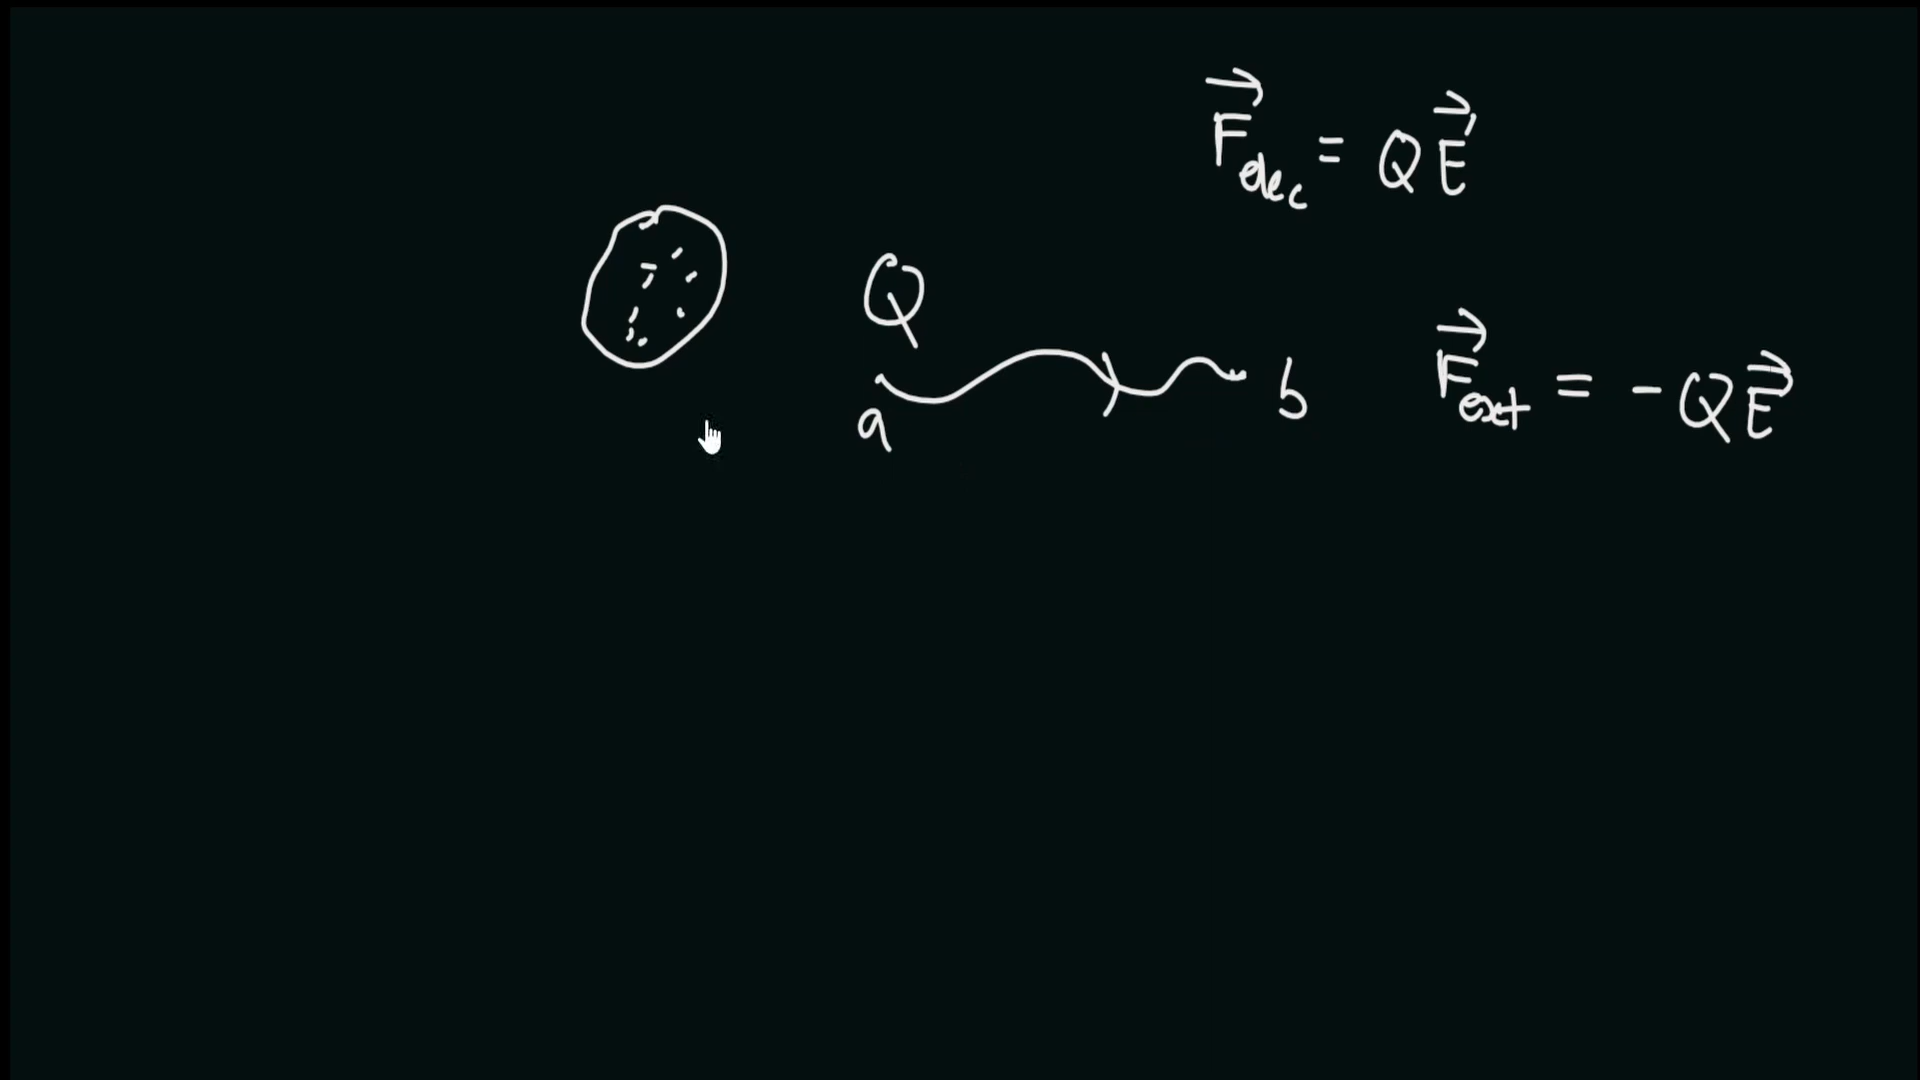 F⃗elec = QE⃗
Q
a b F⃗ext = -QE⃗